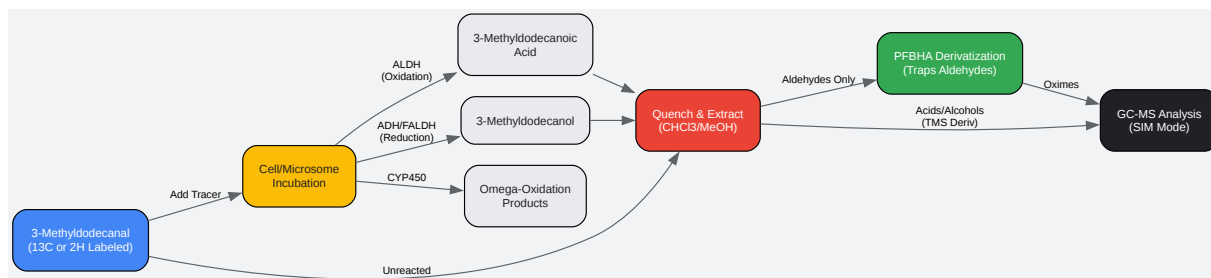 3-Methyldodecanal
(13C or 2H Labeled)
Add Tracer
Cell/Microsome
Incubation
ALDH
(Oxidation)
3-Methyldodecanoic
Acid
ADH/FALDH
(Reduction)
3-Methyldodecanol
CYP450
Omega-Oxidation
Products
Unreacted
Quench & Extract
(CHCl3/MeOH)
Aldehydes Only
PFBHA Derivatization
(Traps Aldehydes)
Oximes
Acids/Alcohols
(TMS Deriv)
GC-MS Analysis
(SIM Mode)